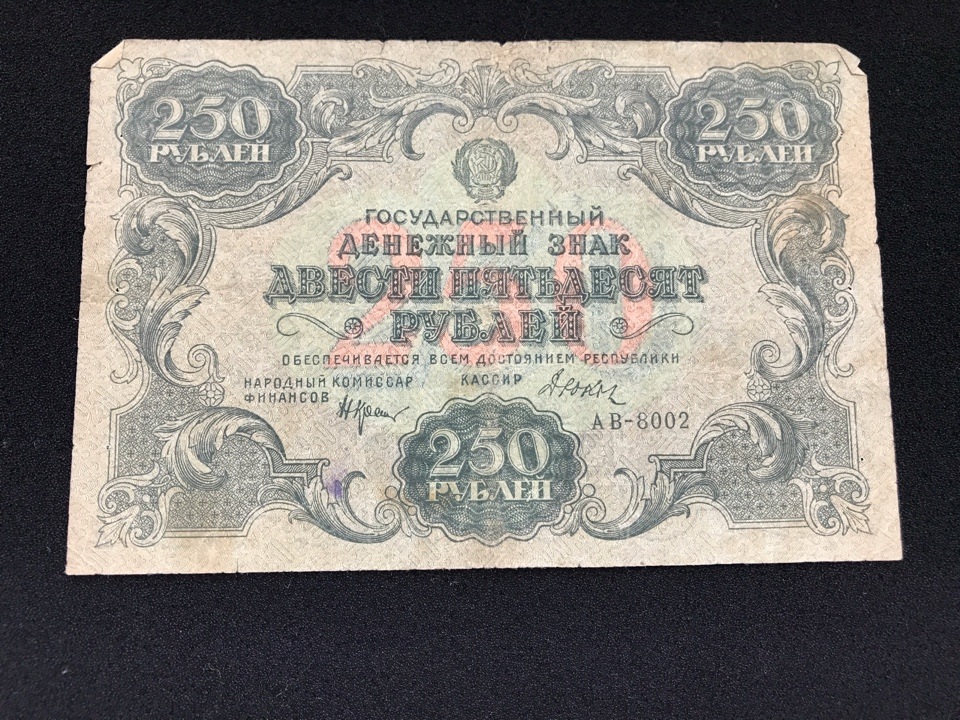 250
РУБЛЕЙ
250
РУБЛЕЙ
ГОСУДАРСТВЕННЫЙ
ДЕНЕЖНЫЙ ЗНАК
250
ДВЕСТИ ПЯТЬДЕСЯТ
РУБЛЕЙ
ОБЕСПЕЧИВАЕТСЯ ВСЕМ ДОСТОЯНИЕМ РЕСПУБЛИКИ
НАРОДНЫЙ КОМИССАР
ФИНАНСОВ
КАССИР
АВ-8002
250
РУБЛЕЙ